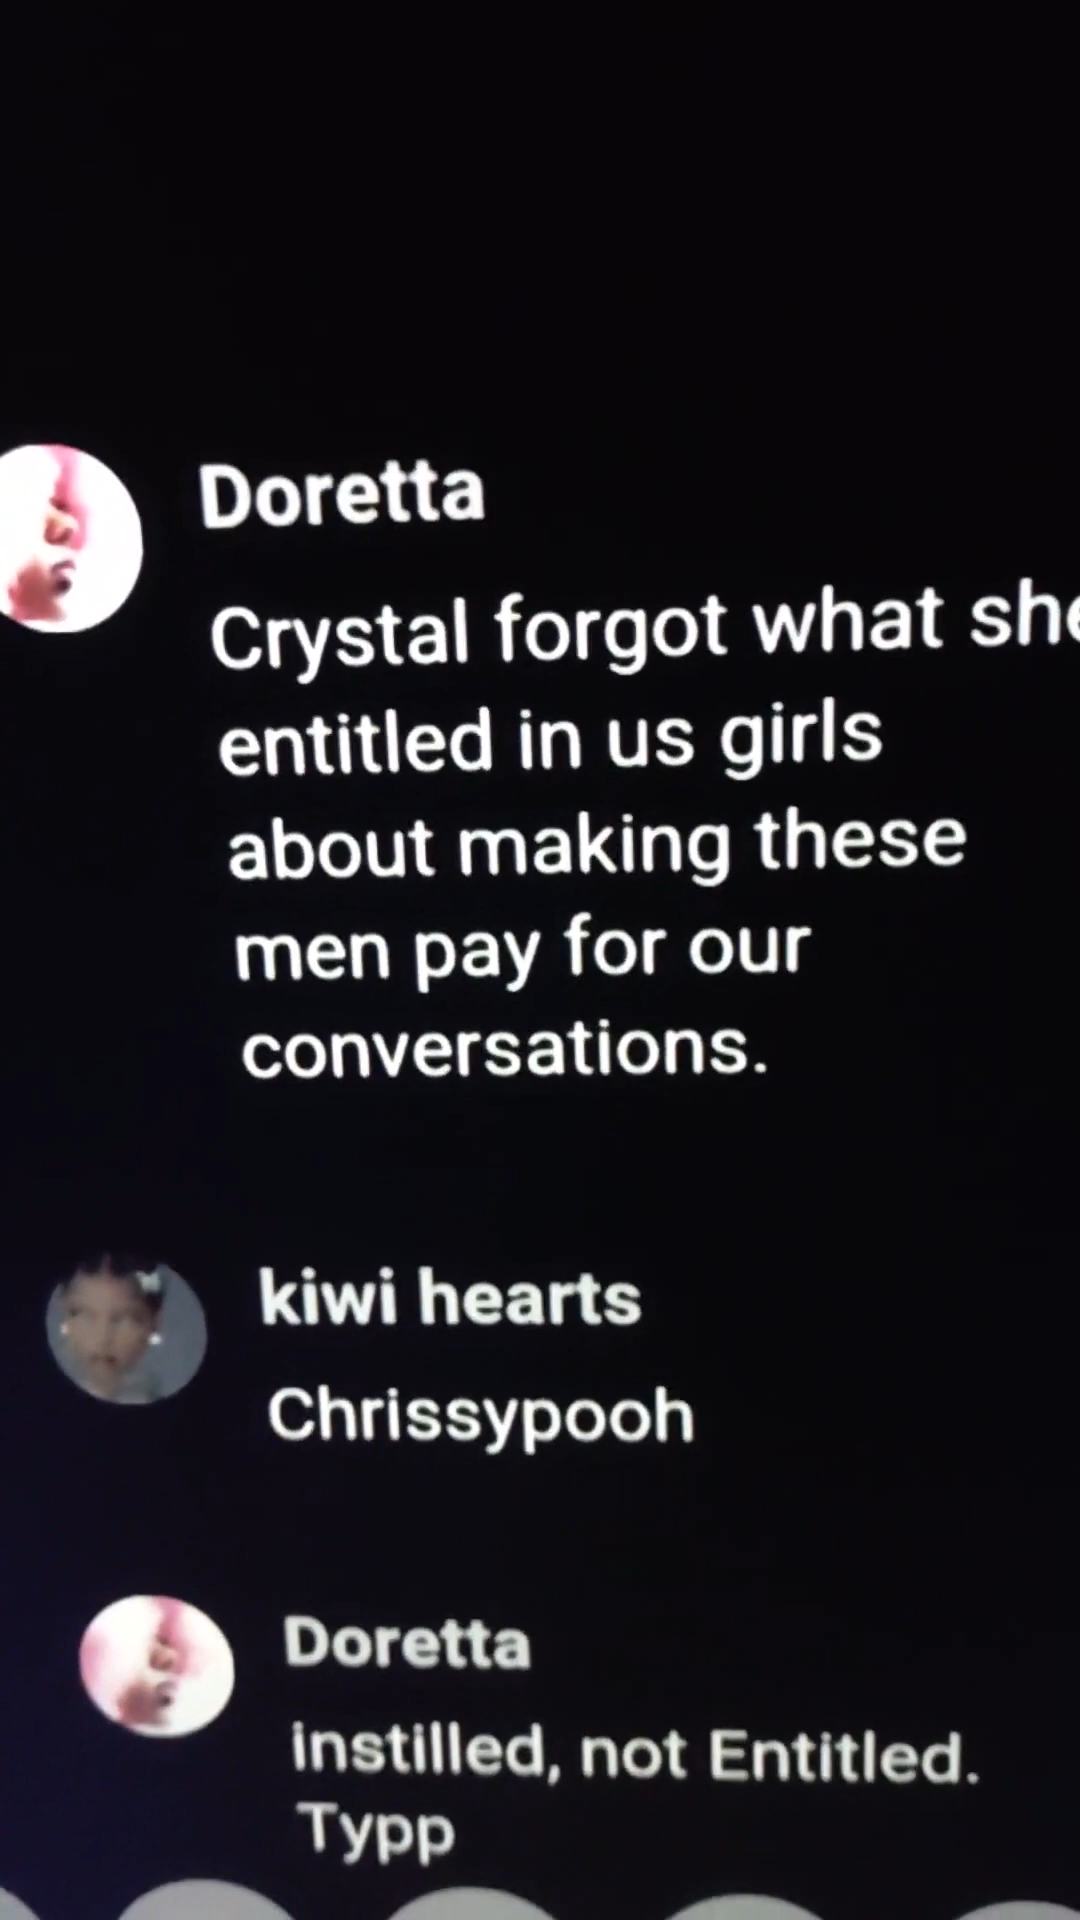 Doretta
Crystal forgot what she
entitled in us girls
about making these
men pay for our
conversations.
kiwi hearts
Chrissypooh
Doretta
instilled, not Entitled.
Typp